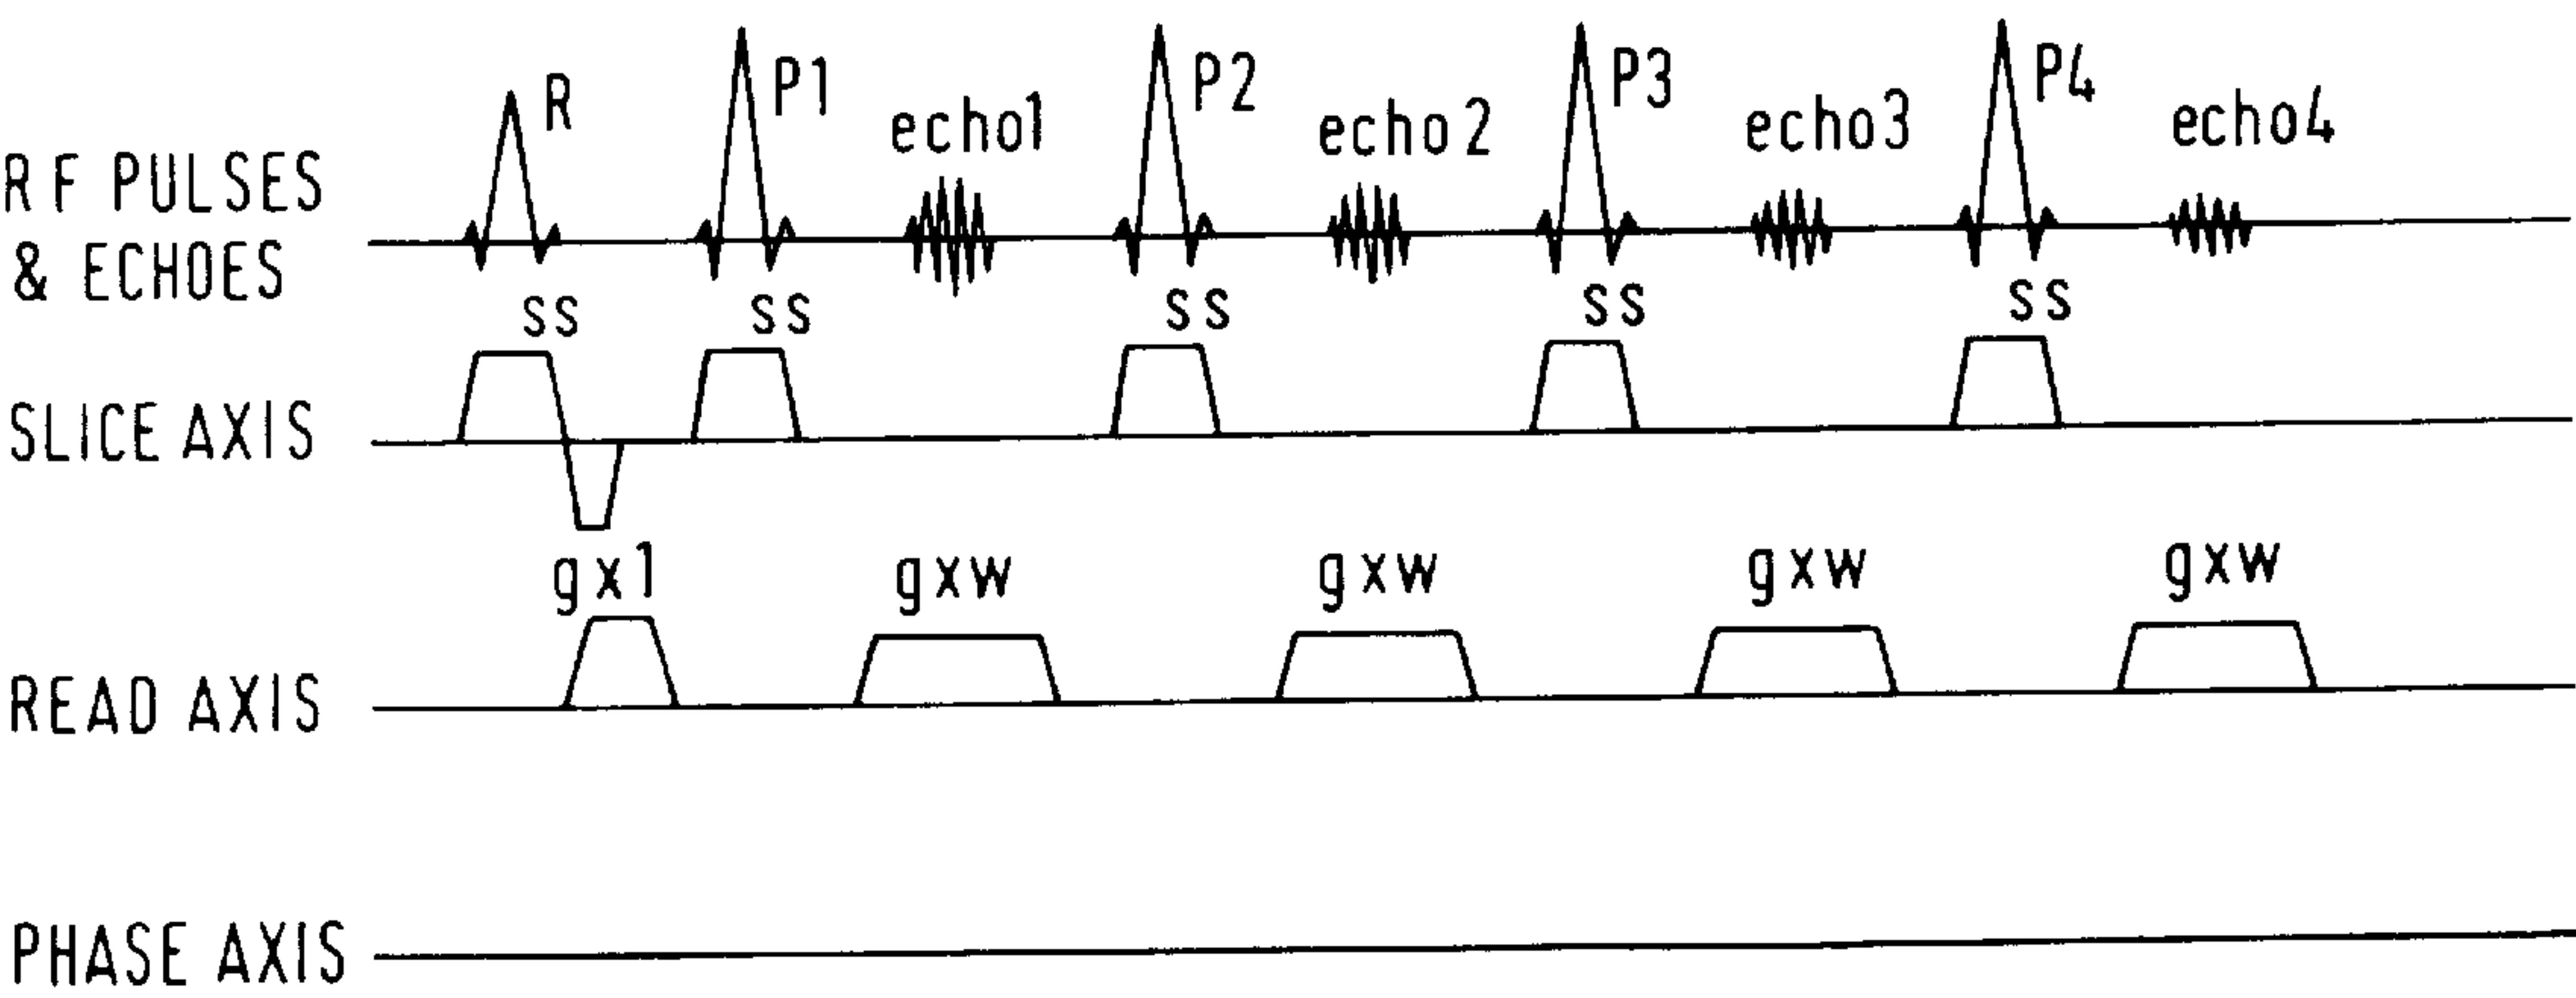 R P1 P2 P3 P4
echo1 echo2 echo3 echo4
RF PULSES
& ECHOES
ss ss ss ss ss
SLICE AXIS
gx1 gxw gxw gxw gxw
READ AXIS
PHASE AXIS